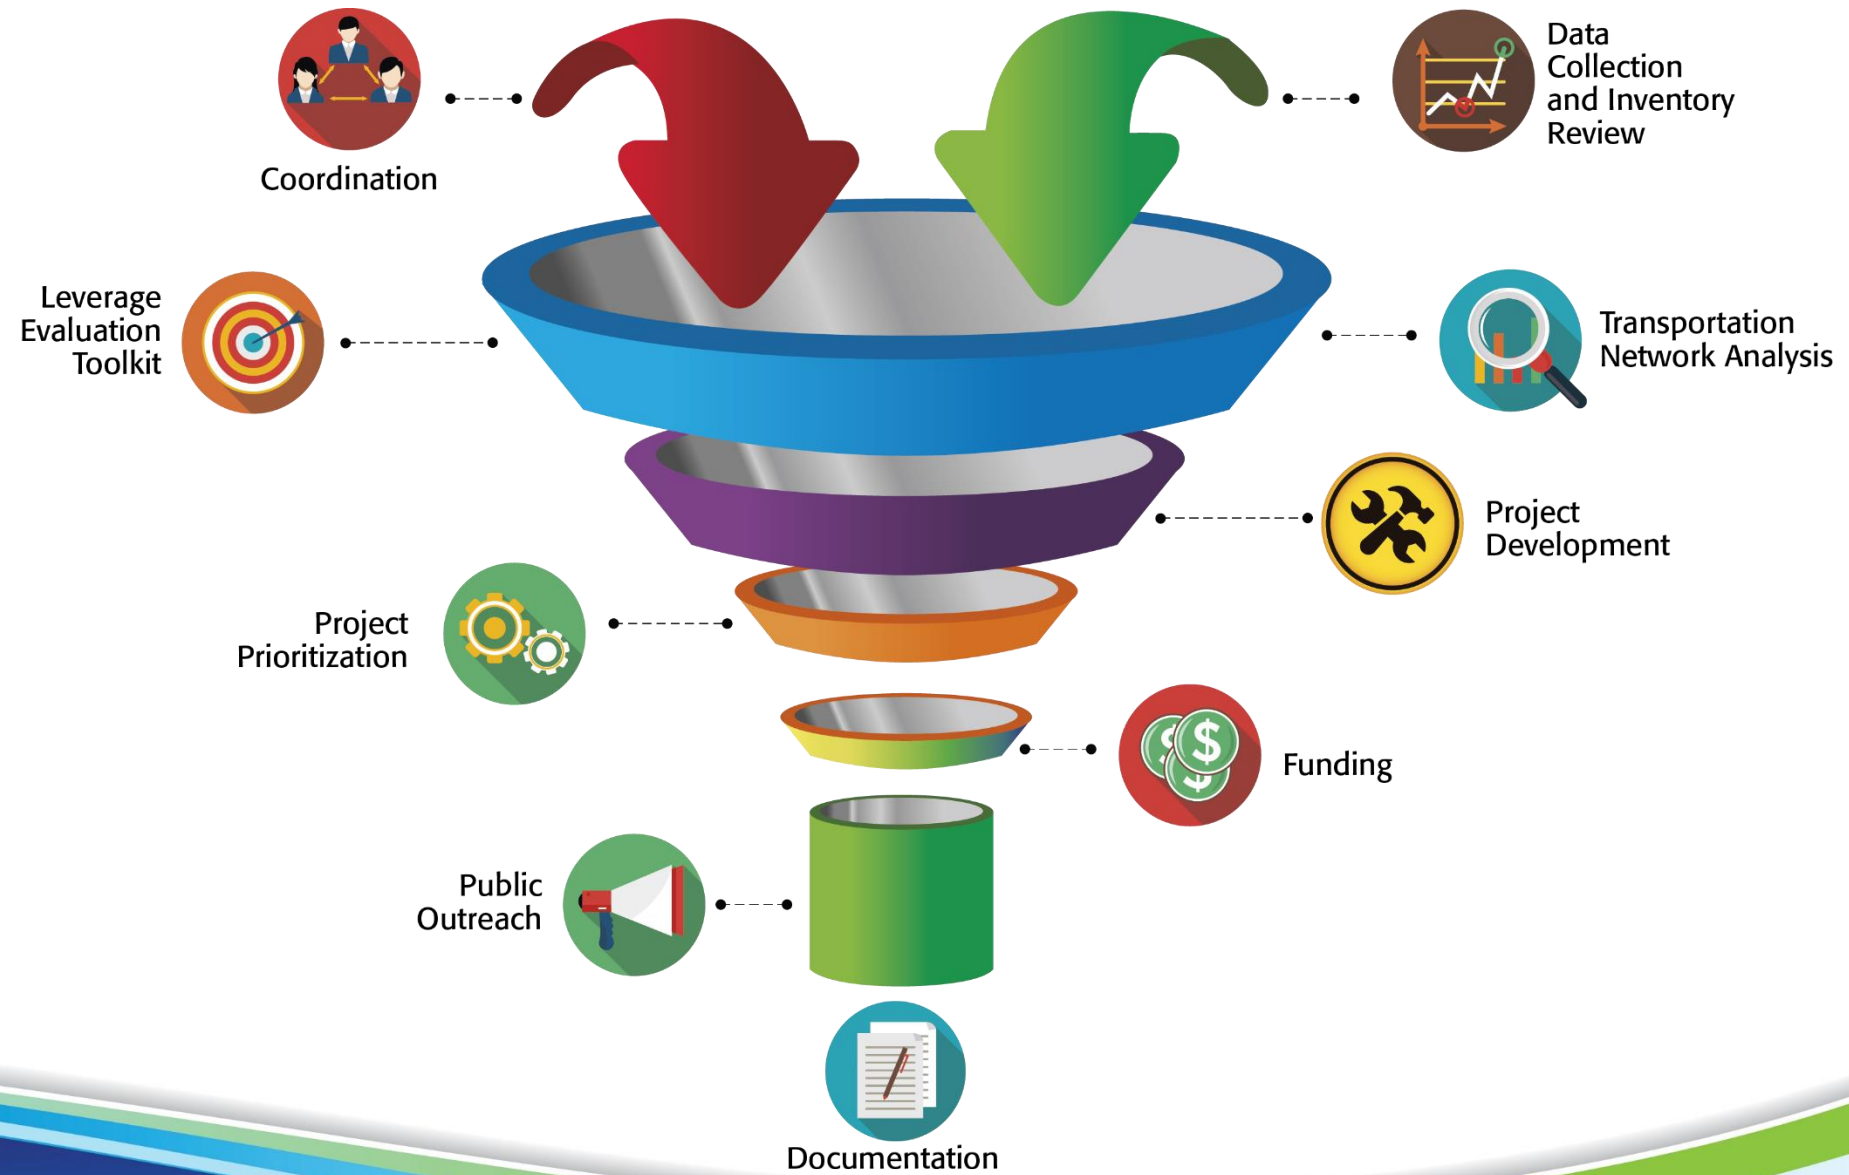 Coordination
Data
Collection
and Inventory
Review
Leverage
Evaluation
Toolkit
Transportation
Network Analysis
Project
Development
Project
Prioritization
$
$
$
Funding
Public
Outreach
Documentation